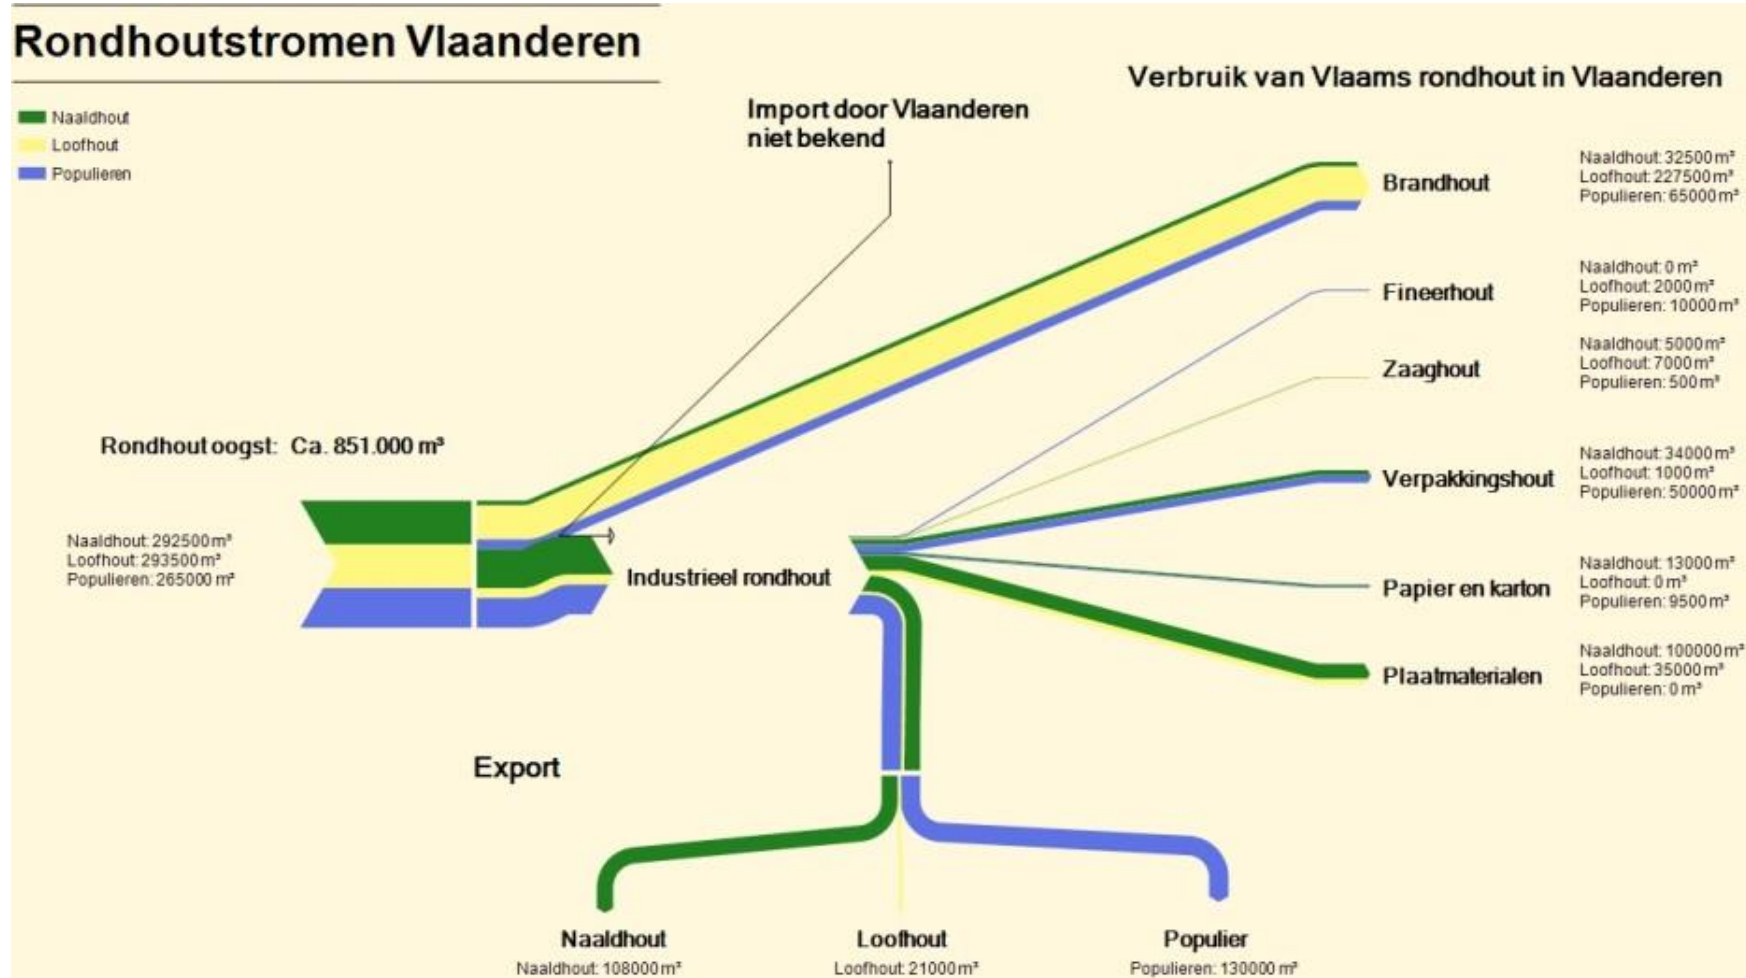 Rondhoutstromen Vlaanderen
Naaldhout
Loofhout
Populieren
Import door Vlaanderen
niet bekend
Verbruik van Vlaams rondhout in Vlaanderen
Brandhout
Naaldhout: 32500 m³
Loofhout: 227500 m³
Populieren: 65000 m³
Fineerhout
Naaldhout: 0 m³
Loofhout: 2000 m³
Populieren: 10000 m³
Zaaghout
Naaldhout: 5000 m³
Loofhout: 7000 m³
Populieren: 500 m³
Rondhout oogst: Ca. 851.000 m³
Naaldhout: 292500 m³
Loofhout: 293500 m³
Populieren: 265000 m³
Industrieel rondhout
Verpakkingshout
Naaldhout: 34000 m³
Loofhout: 1000 m³
Populieren: 50000 m³
Papier en karton
Naaldhout: 13000 m³
Loofhout: 0 m³
Populieren: 9500 m³
Plaatmaterialen
Naaldhout: 100000 m³
Loofhout: 35000 m³
Populieren: 0 m³
Export
Naaldhout
Naaldhout: 108000 m³
Loofhout
Loofhout: 21000 m³
Populier
Populieren: 130000 m³